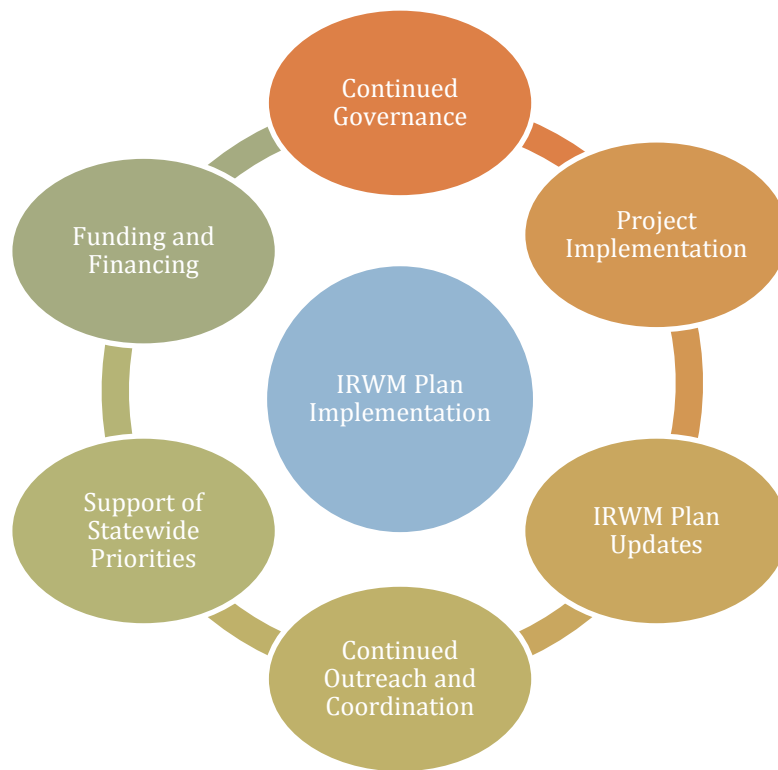 Continued
Governance
Project
Implementation
IRWM Plan
Updates
Continued
Outreach and
Coordination
Support of
Statewide
Priorities
Funding and
Financing
IRWM Plan
Implementation